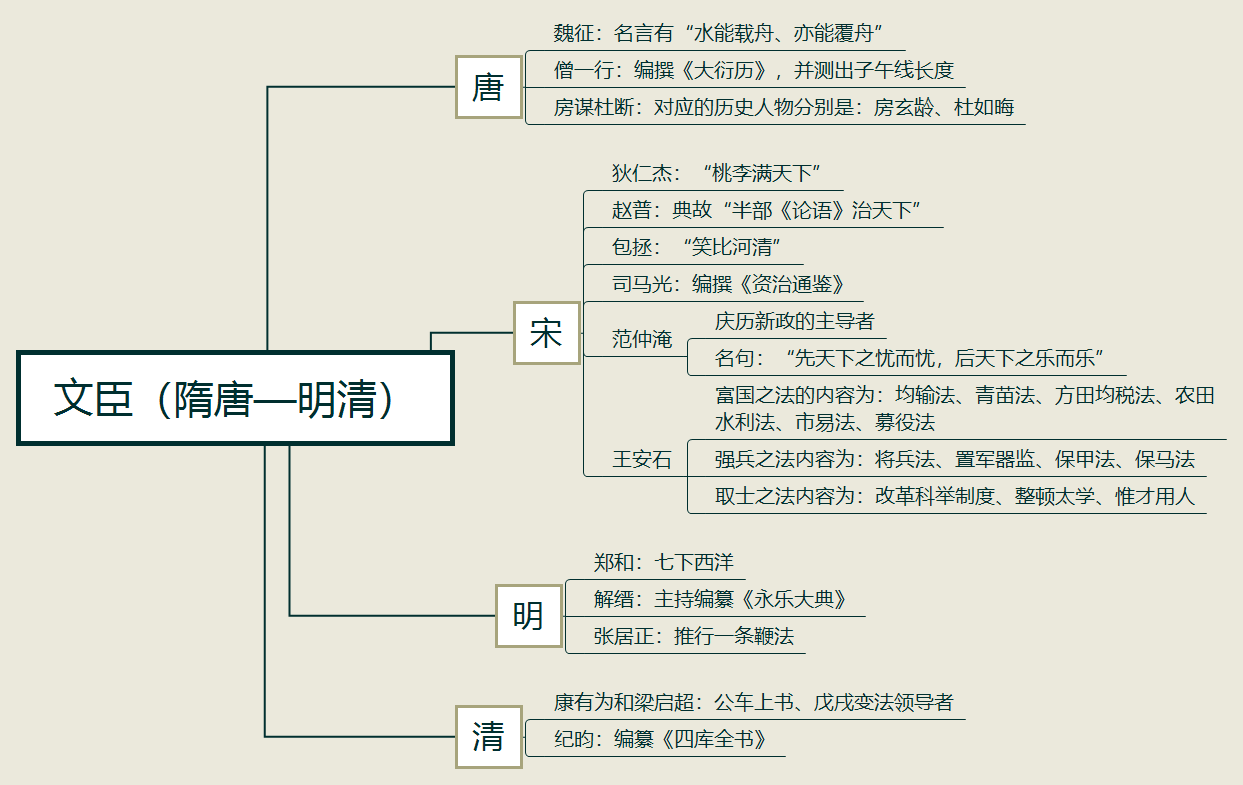 文臣（隋唐—明清）
唐
魏征：名言有“水能载舟、亦能覆舟”
僧一行：编撰《大衍历》，并测出子午线长度
房谋杜断：对应的历史人物分别是：房玄龄、杜如晦
宋
狄仁杰：“桃李满天下”
赵普：典故“半部《论语》治天下”
包拯：“笑比河清”
司马光：编撰《资治通鉴》
范仲淹
庆历新政的主导者
名句：“先天下之忧而忧，后天下之乐而乐”
王安石
富国之法的内容为：均输法、青苗法、方田均税法、农田
水利法、市易法、募役法
强兵之法内容为：将兵法、置军器监、保甲法、保马法
取士之法内容为：改革科举制度、整顿太学、惟才用人
明
郑和：七下西洋
解缙：主持编纂《永乐大典》
张居正：推行一条鞭法
清
康有为和梁启超：公车上书、戊戌变法领导者
纪昀：编纂《四库全书》